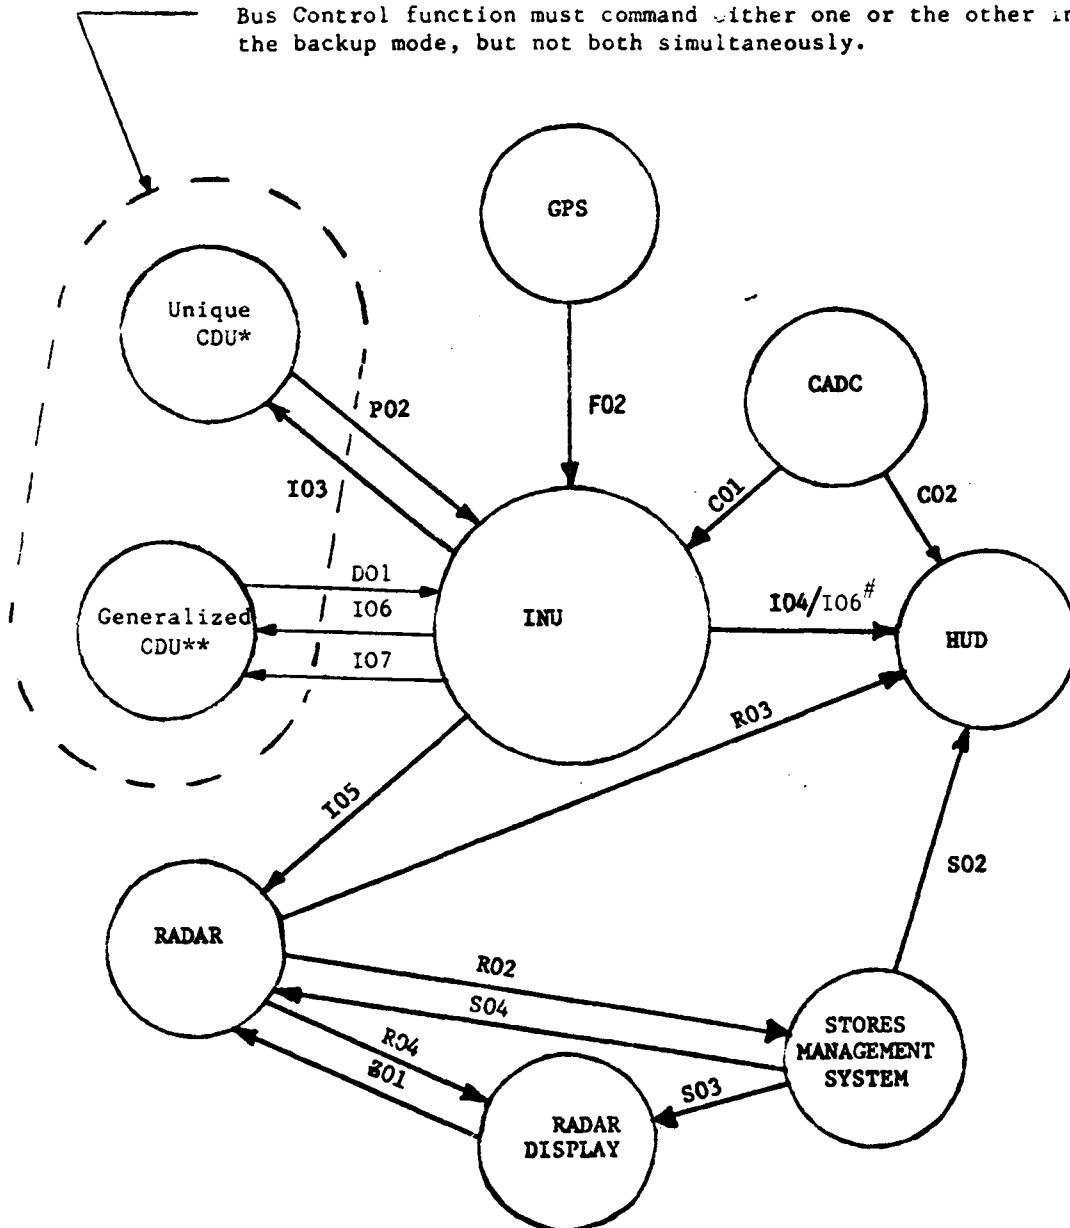 Bus Control function must command either one or the other in
the backup mode, but not both simultaneously.
GPS
Unique
CDU*
CADC
P02
F02
I03
C01
C02
D01
I06
I07
Generalized
CDU**
INU
I04/I06#
HUD
R03
I05
S02
RADAR
R02
S04
R04
Z01
STORES
MANAGEMENT
SYSTEM
S03
RADAR
DISPLAY